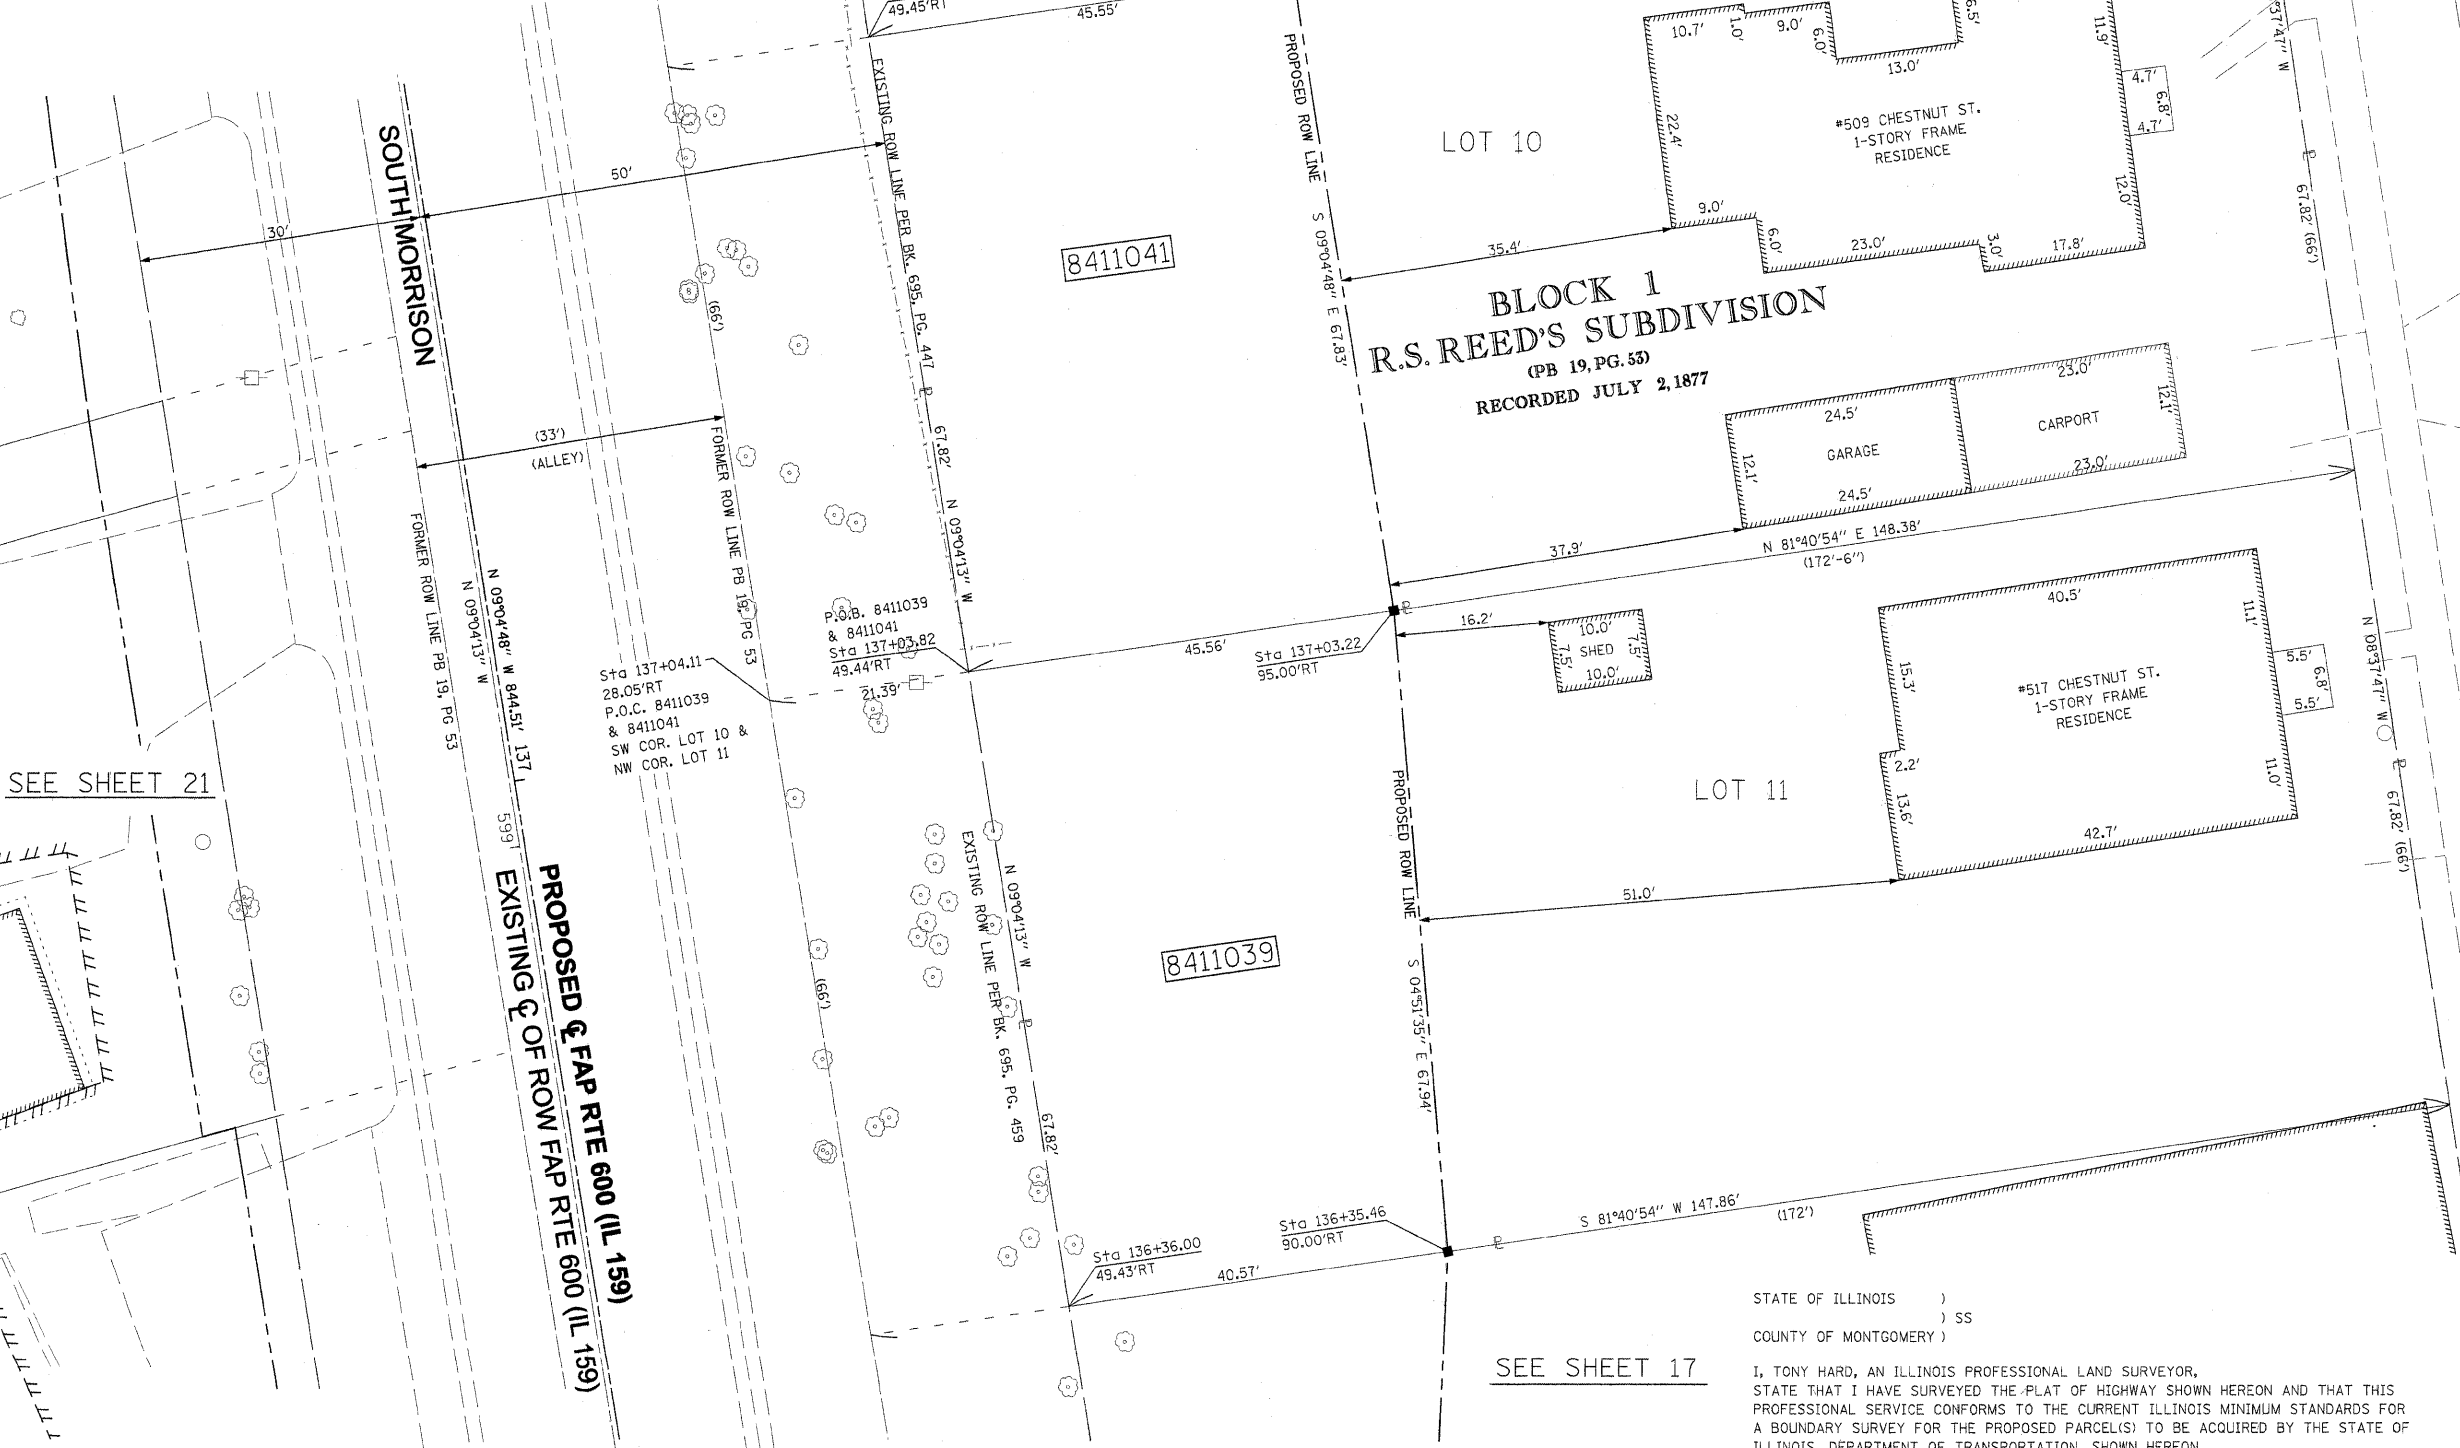 49.45'RT
45.55'
EXISTING ROW LINE PER BK. 695, PG. 447 PL 67.82' N 09°04'13" W
PROPOSED ROW LINE S 09°04'48" E 67.83'
10.7'
1.0'
9.0'
6.0'
13.0'
6.5'
11.9'
4.7'
6.8'
4.7'
12.0'
22.4'
LOT 10
#509 CHESTNUT ST.
1-STORY FRAME
RESIDENCE
9.0'
6.0'
23.0'
3.0'
17.8'
35.4'
°37'47" W PL 67.82' (66')
SOUTH MORRISON
50'
30'
(66')
8411041
BLOCK 1
R.S. REED'S SUBDIVISION
(PB 19, PG. 53)
RECORDED JULY 2, 1877
24.5'
GARAGE
12.1'
24.5'
23.0'
CARPORT
12.1'
23.0'
37.9'
N 81°40'54" E 148.38'
(172'-6")
(33')
(ALLEY)
FORMER ROW LINE PB 19, PG 53
FORMER ROW LINE PB 19, PG 53
N 09°04'48" W 844.51' 137
N 09°04'13" W
P.O.B. 8411039
& 8411041
Sta 137+03.82
49.44'RT
21.39'
Sta 137+04.11
28.05'RT
P.O.C. 8411039
& 8411041
SW COR. LOT 10 &
NW COR. LOT 11
45.56'
Sta 137+03.22
95.00'RT
PL
16.2'
10.0'
7.5'
SHED
7.5'
10.0'
40.5'
11.1'
15.3'
#517 CHESTNUT ST.
1-STORY FRAME
RESIDENCE
5.5'
6.8'
5.5'
2.2'
13.6'
11.0'
42.7'
LOT 11
51.0'
N 08°37'47" W PL 67.82' (66')
SEE SHEET 21
599
PROPOSED CL FAP RTE 600 (IL 159)
EXISTING CL OF ROW FAP RTE 600 (IL 159)
(66')
EXISTING ROW LINE PER BK. 695, PG. 459
N 09°04'13" W PL 67.82'
8411039
PROPOSED ROW LINE S 04°51'35" E 67.94'
Sta 136+36.00
49.43'RT
40.57'
Sta 136+35.46
90.00'RT
PL
S 81°40'54" W 147.86'
(172')
SEE SHEET 17
STATE OF ILLINOIS )
) SS
COUNTY OF MONTGOMERY )
I, TONY HARD, AN ILLINOIS PROFESSIONAL LAND SURVEYOR,
STATE THAT I HAVE SURVEYED THE PLAT OF HIGHWAY SHOWN HEREON AND THAT THIS
PROFESSIONAL SERVICE CONFORMS TO THE CURRENT ILLINOIS MINIMUM STANDARDS FOR
A BOUNDARY SURVEY FOR THE PROPOSED PARCEL(S) TO BE ACQUIRED BY THE STATE OF
ILLINOIS, DEPARTMENT OF TRANSPORTATION, SHOWN HEREON